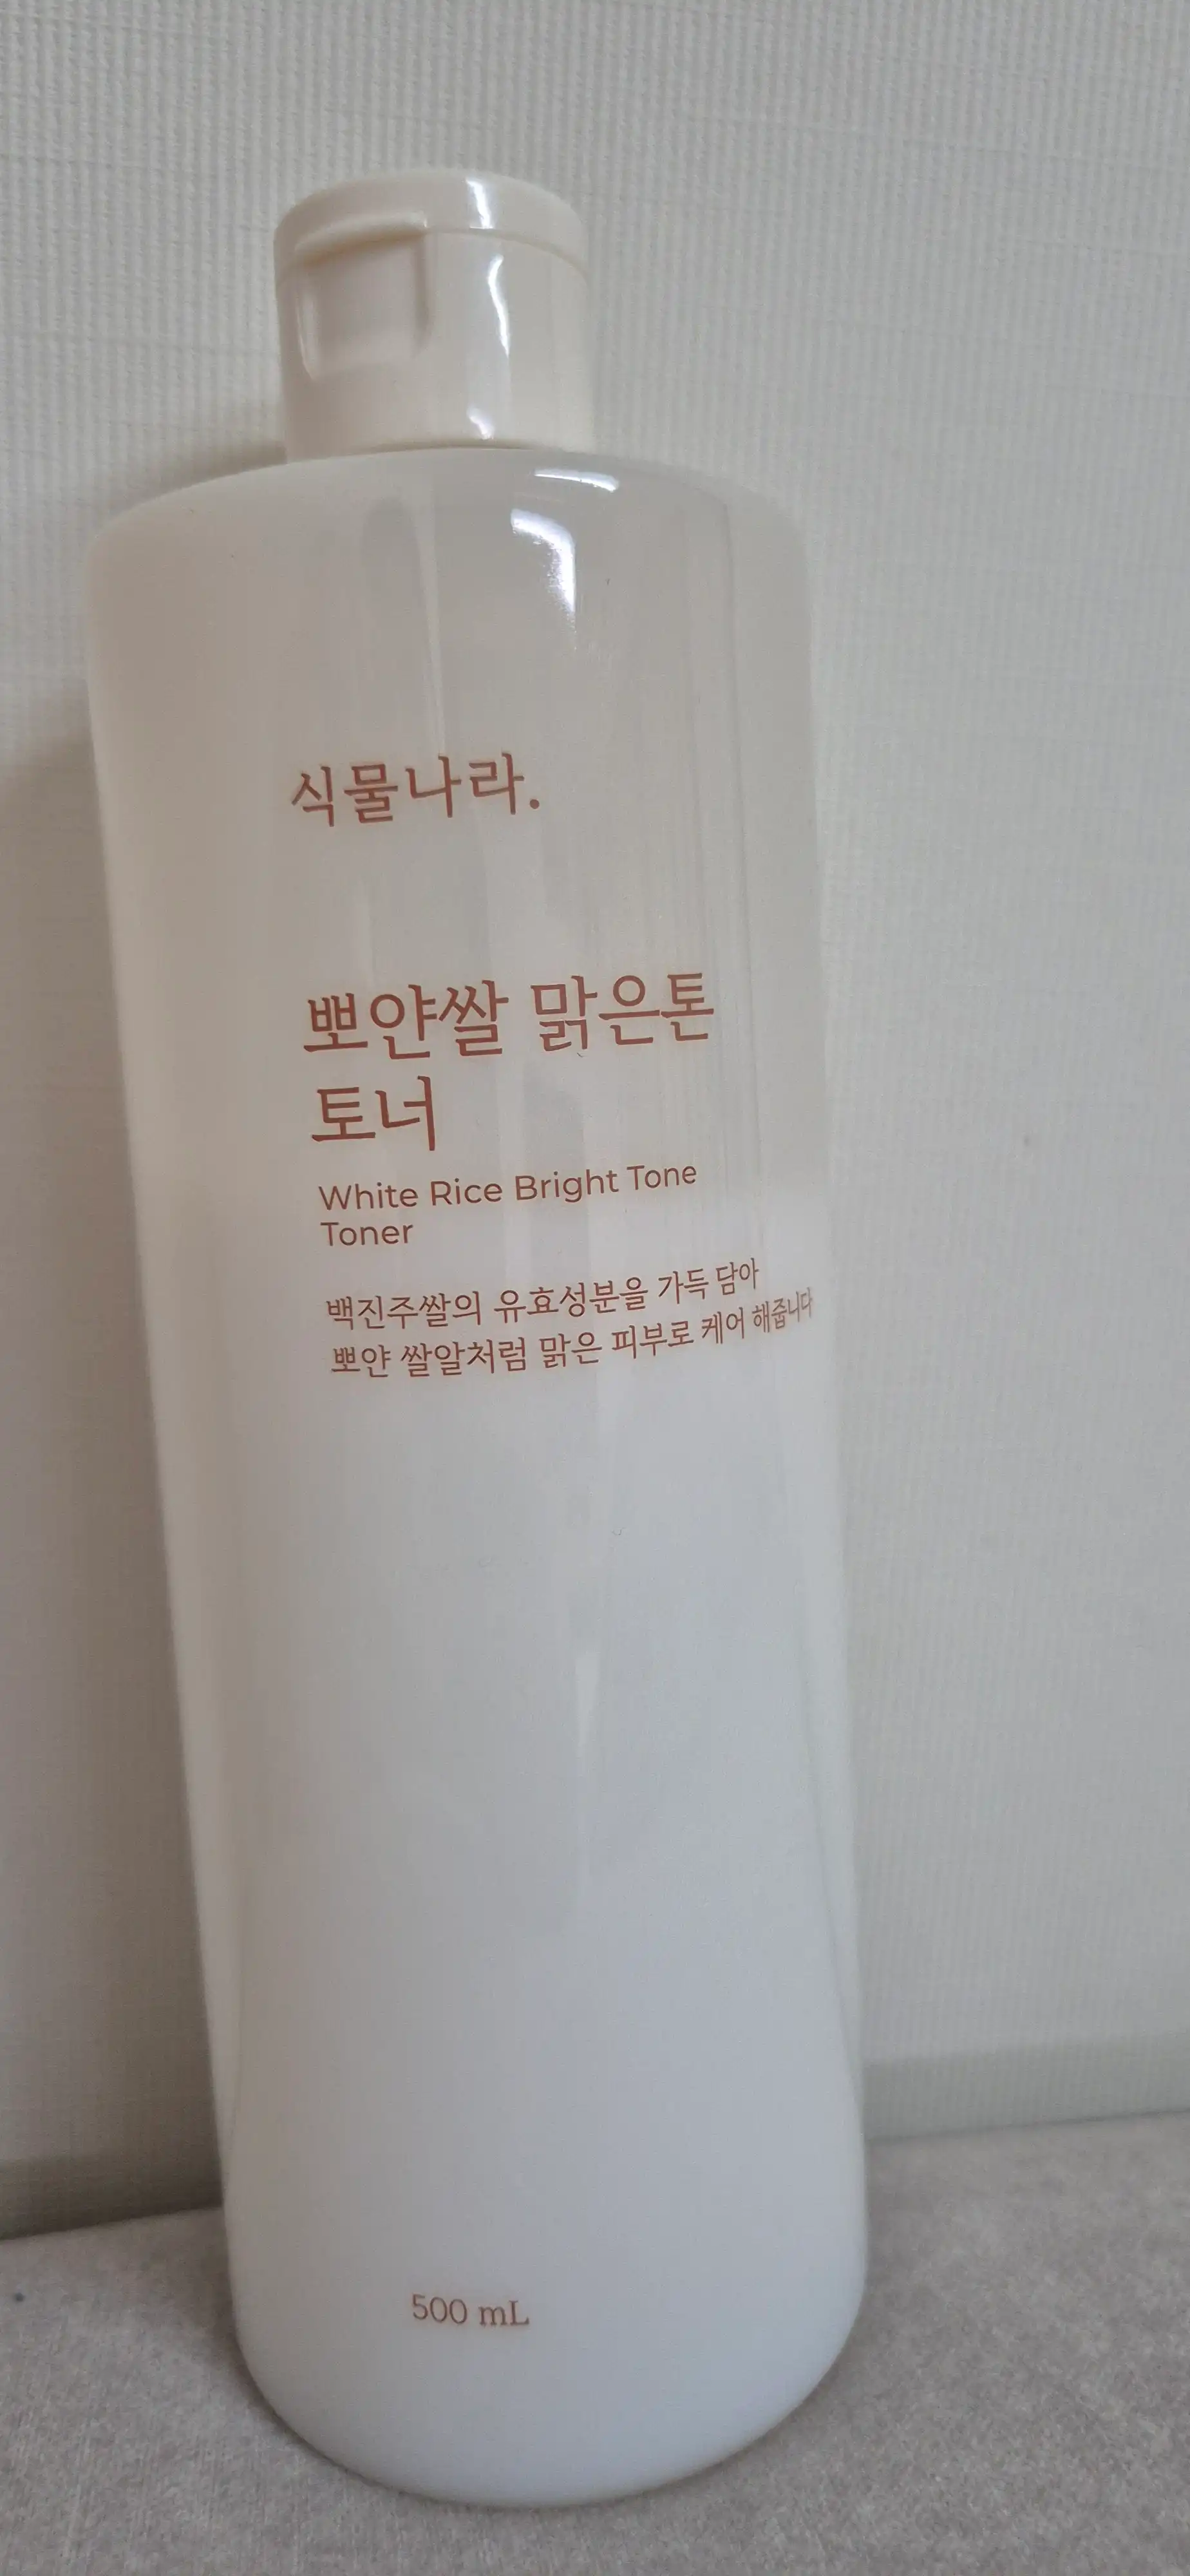 식물나라.
뽀얀쌀 맑은톤
토너
White Rice Bright Tone
Toner
백진주쌀의 유효성분을 가득 담아
뽀얀 쌀알처럼 맑은 피부로 케어 해줍니다
500 mL